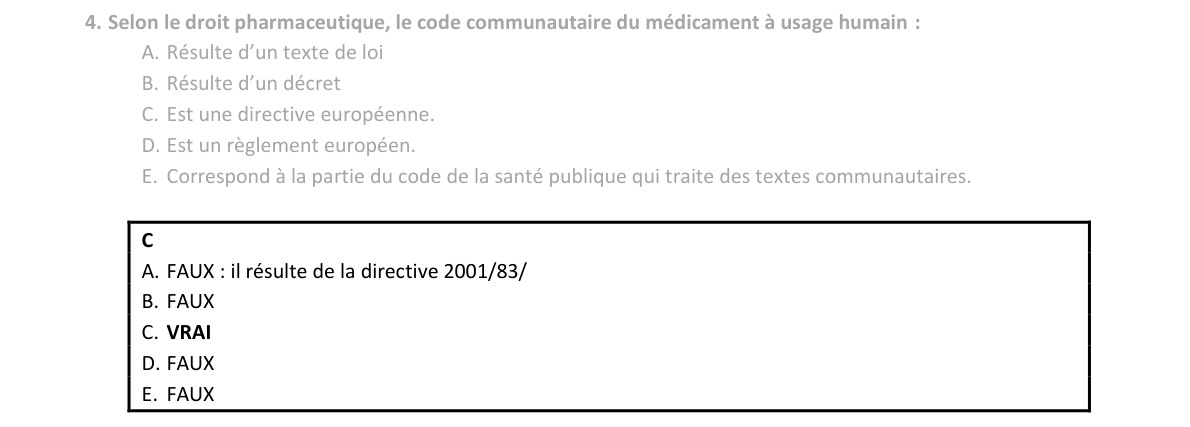 4. Selon le droit pharmaceutique, le code communautaire du médicament à usage humain :
A. Résulte d’un texte de loi
B. Résulte d’un décret
C. Est une directive européenne.
D. Est un règlement européen.
E. Correspond à la partie du code de la santé publique qui traite des textes communautaires.
C
A. FAUX : il résulte de la directive 2001/83/
B. FAUX
C. VRAI
D. FAUX
E. FAUX